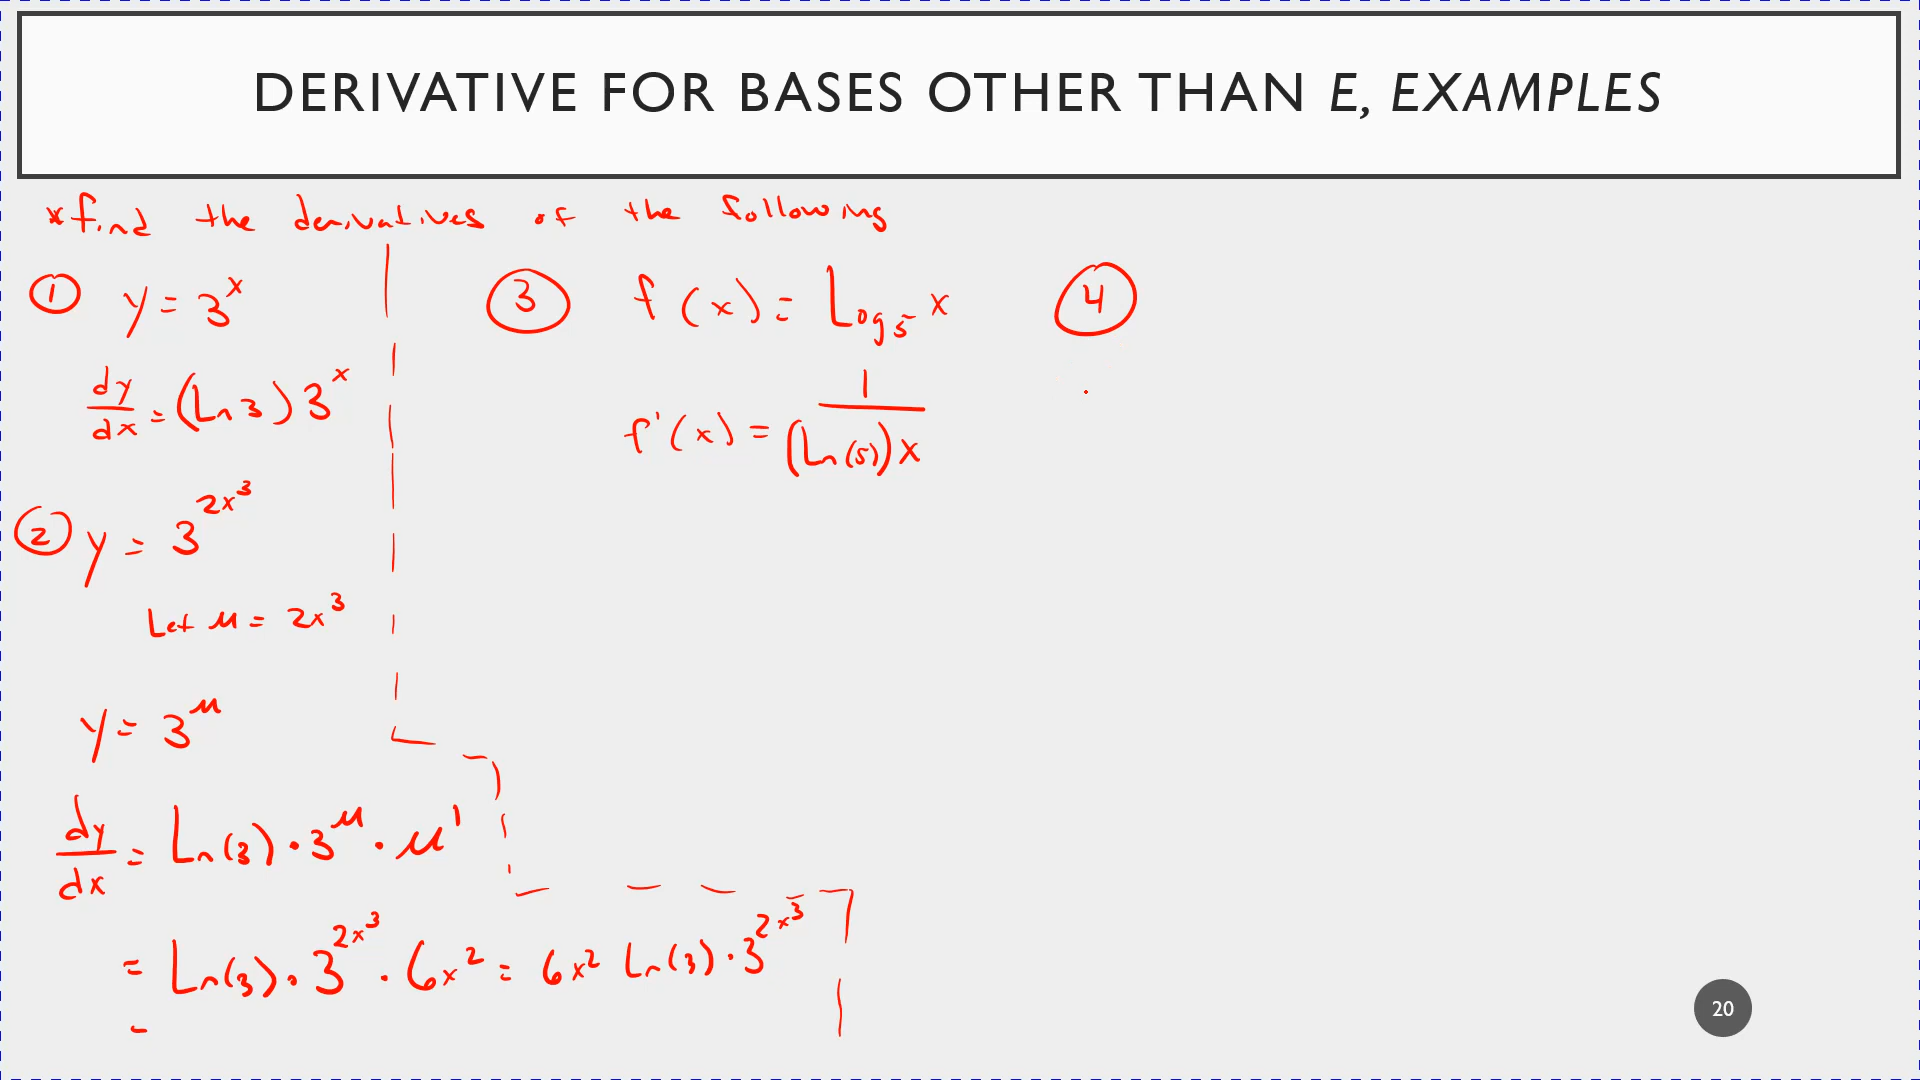 DERIVATIVE FOR BASES OTHER THAN E, EXAMPLES
*find the derivatives of the following
① y = 3^x
dy/dx = (Ln 3) 3^x
② y = 3^{2x^3}
Let u = 2x^3
y = 3^u
dy/dx = Ln(3) · 3^u · u'
= Ln(3) · 3^{2x^3} · 6x^2 = 6x^2 Ln(3) · 3^{2x^3}
-
③ f(x) = Log_5 x
f'(x) = 1/((Ln(5))x)
④
20